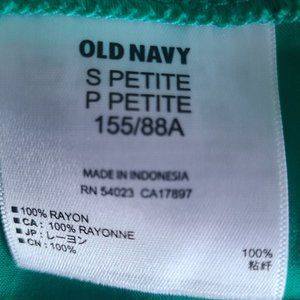 OLD NAVY
S PETITE
P PETITE
155/88A
MADE IN INDONESIA
RN 54023 CA17897
■ 100% RAYON
■ CA : 100% RAYONNE
■ JP : レーヨン
■ CN : 100%
100%
粘纤